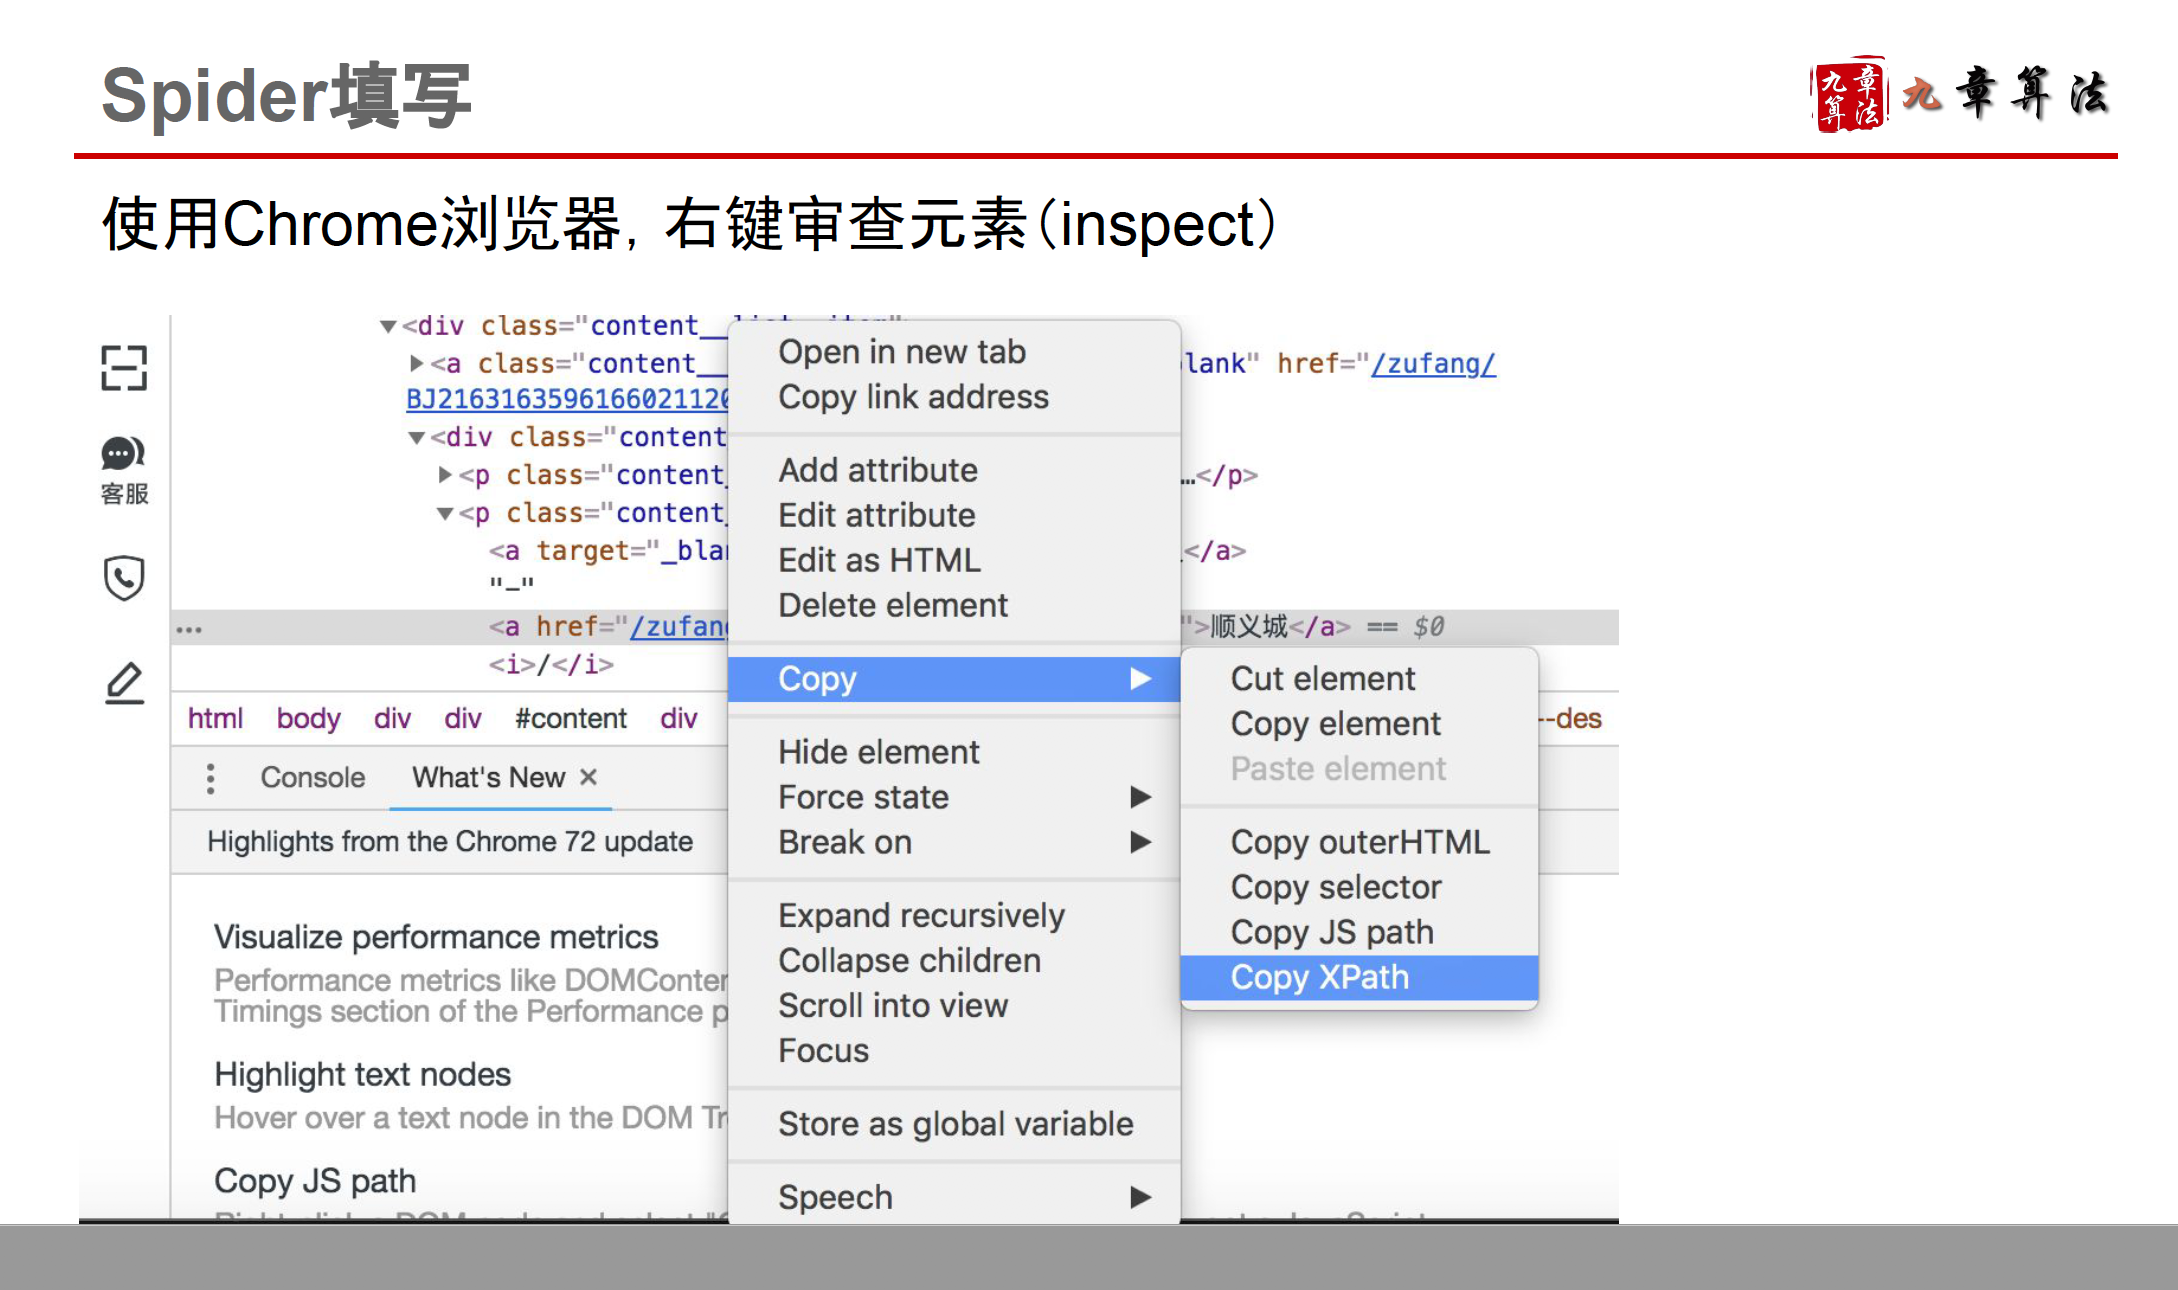 Spider填写
九章算法
九章算法
使用Chrome浏览器，右键审查元素（inspect）
客服
▼<div class="content__list--item">
▶<a class="content__
lank" href="/zufang/
BJ21631635961660211
▼<div class="content
▶<p class="content
…</p>
▼<p class="content
<a target="_bla
</a>
"-"
... <a href="/zufan
">顺义城</a> == $0
<i>/</i>
html body div div #content div
--des
Console What's New ×
Highlights from the Chrome 72 update
Visualize performance metrics
Performance metrics like DOMConten
Timings section of the Performance p
Highlight text nodes
Hover over a text node in the DOM Tr
Copy JS path
Open in new tab
Copy link address
Add attribute
Edit attribute
Edit as HTML
Delete element
Copy ▶
Hide element
Force state ▶
Break on ▶
Expand recursively
Collapse children
Scroll into view
Focus
Store as global variable
Speech ▶
Cut element
Copy element
Paste element
Copy outerHTML
Copy selector
Copy JS path
Copy XPath